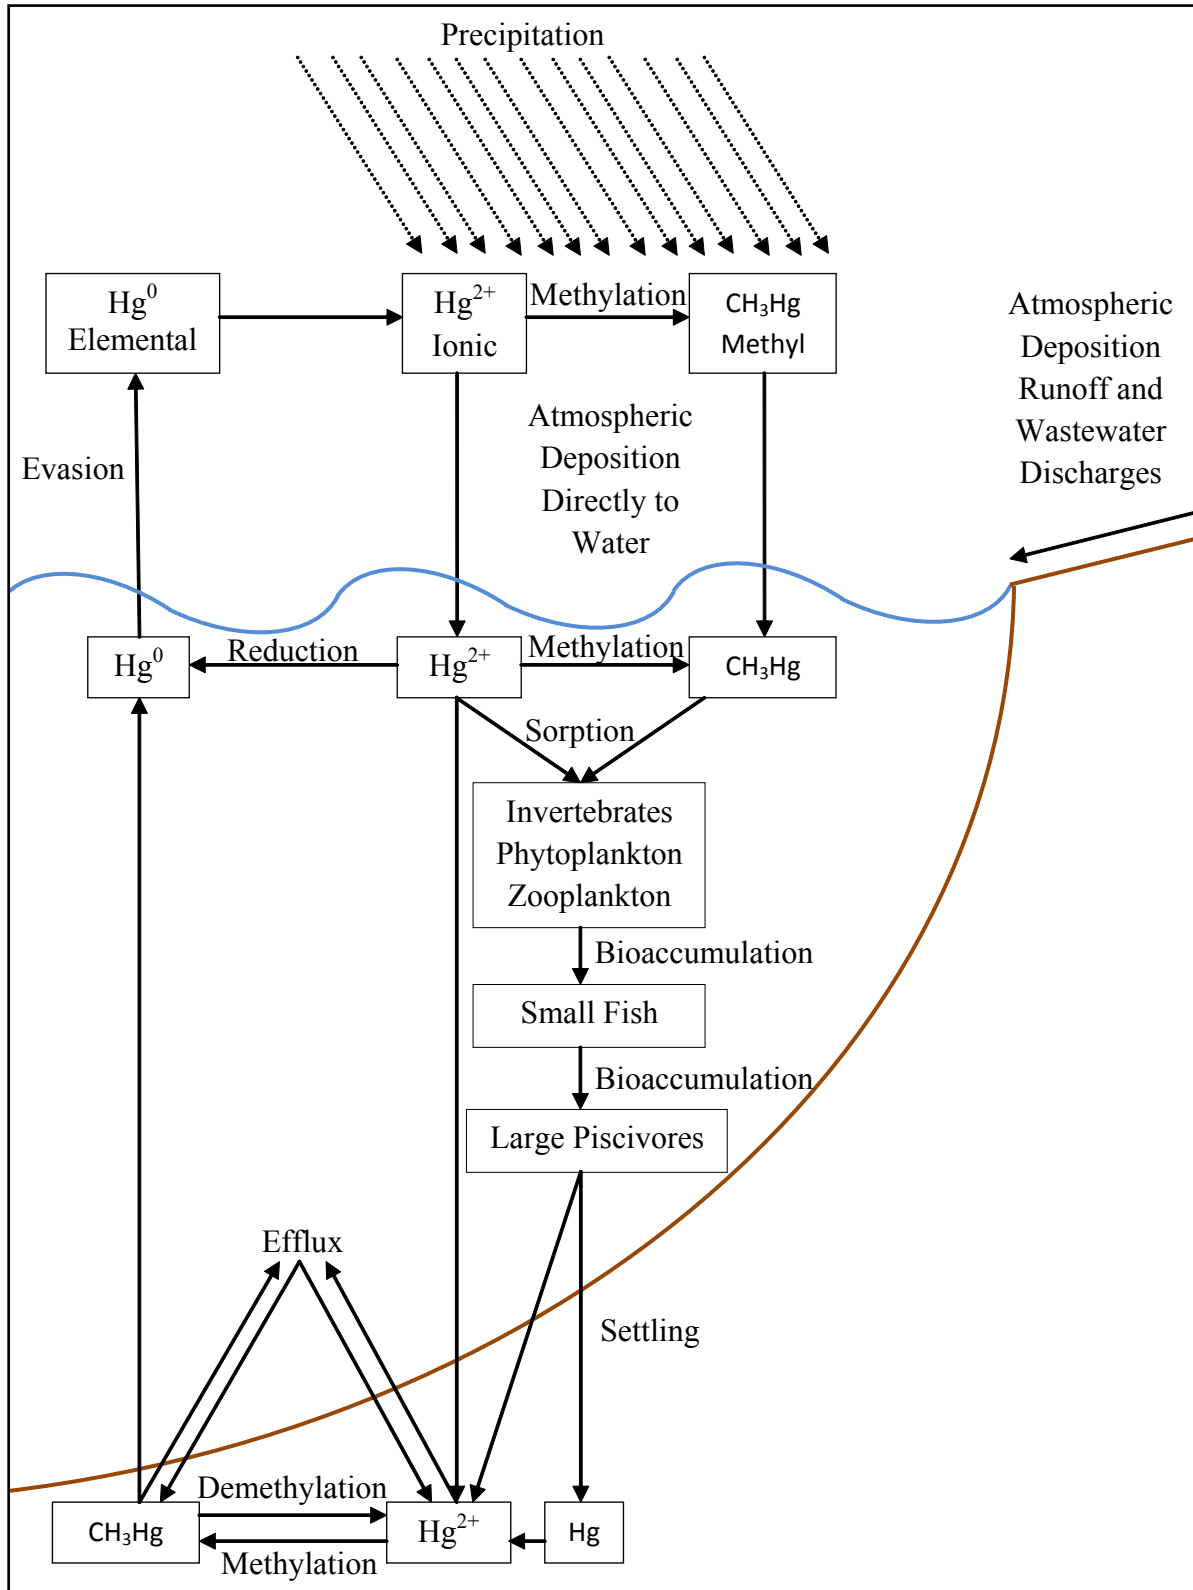 Precipitation
Hg⁰
Elemental
Hg²⁺
Ionic
Methylation
CH₃Hg
Methyl
Atmospheric
Deposition
Runoff and
Wastewater
Discharges
Evasion
Atmospheric
Deposition
Directly to
Water
Hg⁰
Reduction
Hg²⁺
Methylation
CH₃Hg
Sorption
Invertebrates
Phytoplankton
Zooplankton
Bioaccumulation
Small Fish
Bioaccumulation
Large Piscivores
Efflux
Settling
CH₃Hg
Demethylation
Methylation
Hg²⁺
Hg